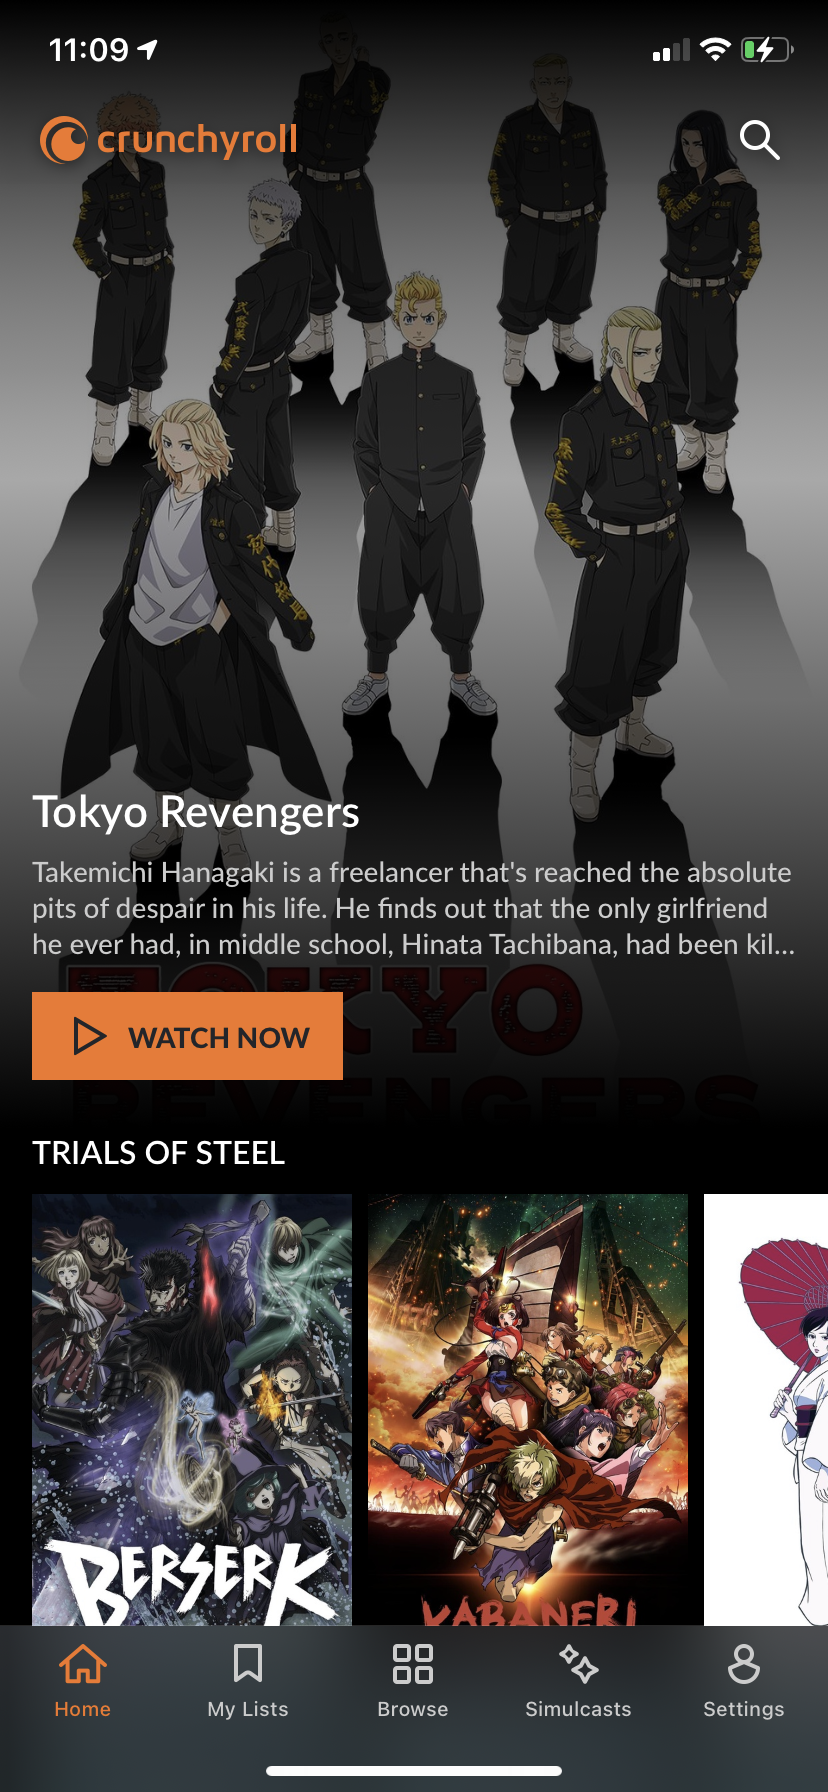 11:09
crunchyroll
Tokyo Revengers
Takemichi Hanagaki is a freelancer that's reached the absolute
pits of despair in his life. He finds out that the only girlfriend
he ever had, in middle school, Hinata Tachibana, had been kil...
TOKYO
WATCH NOW
REVENGERS
TRIALS OF STEEL
BERSERK
KABANERI
Home
My Lists
Browse
Simulcasts
Settings